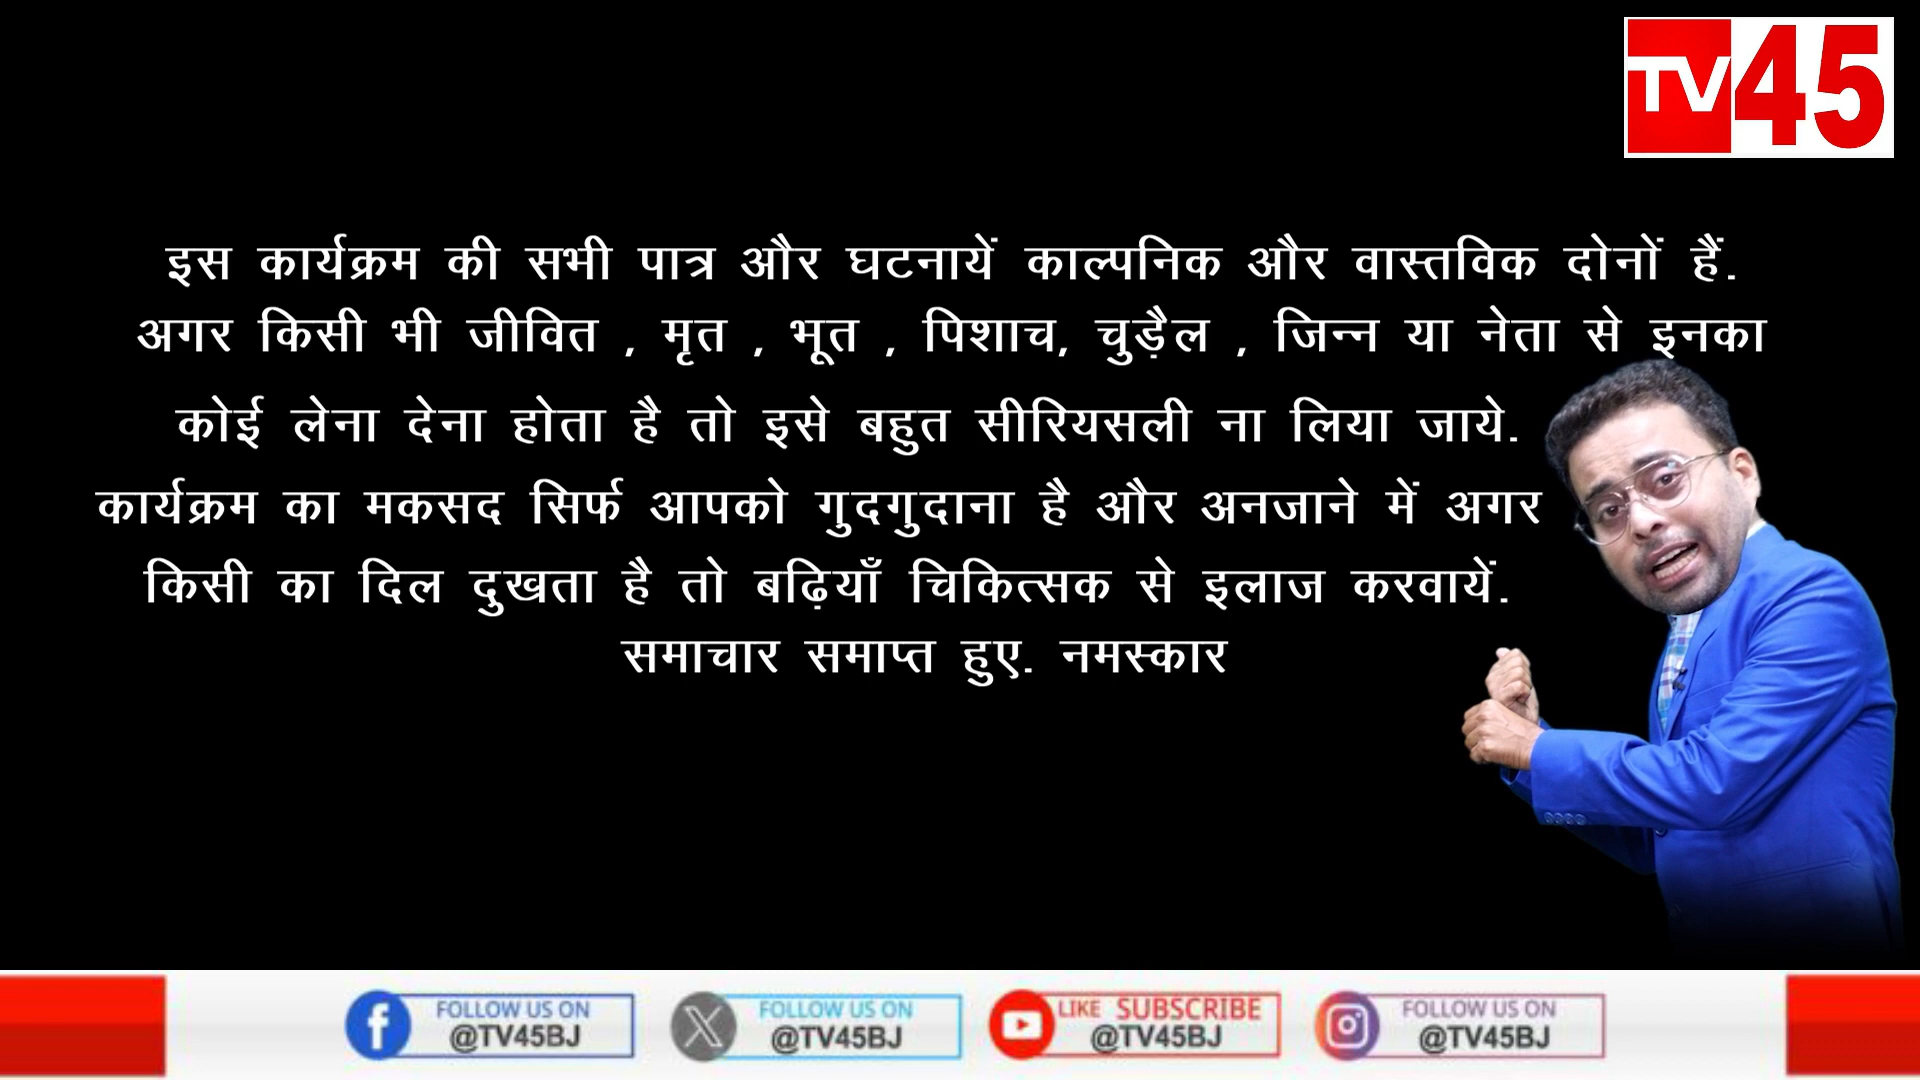 TV45
इस कार्यक्रम की सभी पात्र और घटनायें काल्पनिक और वास्तविक दोनों हैं.
अगर किसी भी जीवित , मृत , भूत , पिशाच, चुड़ैल , जिन्न या नेता से इनका
कोई लेना देना होता है तो इसे बहुत सीरियसली ना लिया जाये.
कार्यक्रम का मकसद सिर्फ आपको गुदगुदाना है और अनजाने में अगर
किसी का दिल दुखता है तो बढ़ियाँ चिकित्सक से इलाज करवायें.
समाचार समाप्त हुए. नमस्कार
FOLLOW US ON
@TV45BJ
FOLLOW US ON
@TV45BJ
LIKE SUBSCRIBE
@TV45BJ
FOLLOW US ON
@TV45BJ